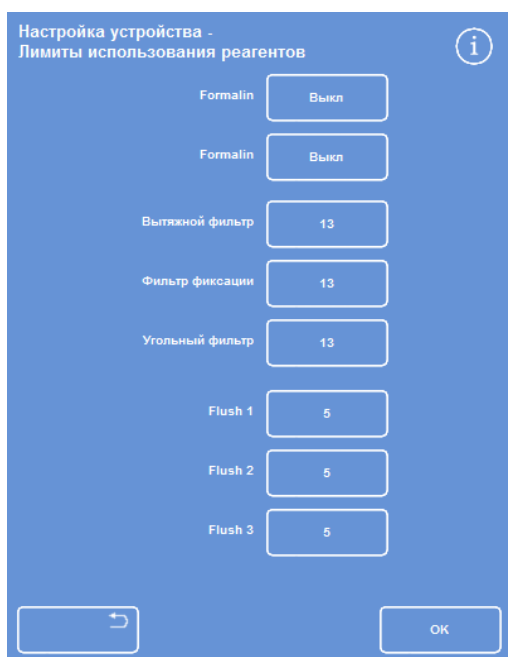 Настройка устройства -
Лимиты использования реагентов
i
Formalin Выкл
Formalin Выкл
Вытяжной фильтр 13
Фильтр фиксации 13
Угольный фильтр 13
Flush 1 5
Flush 2 5
Flush 3 5
ОК